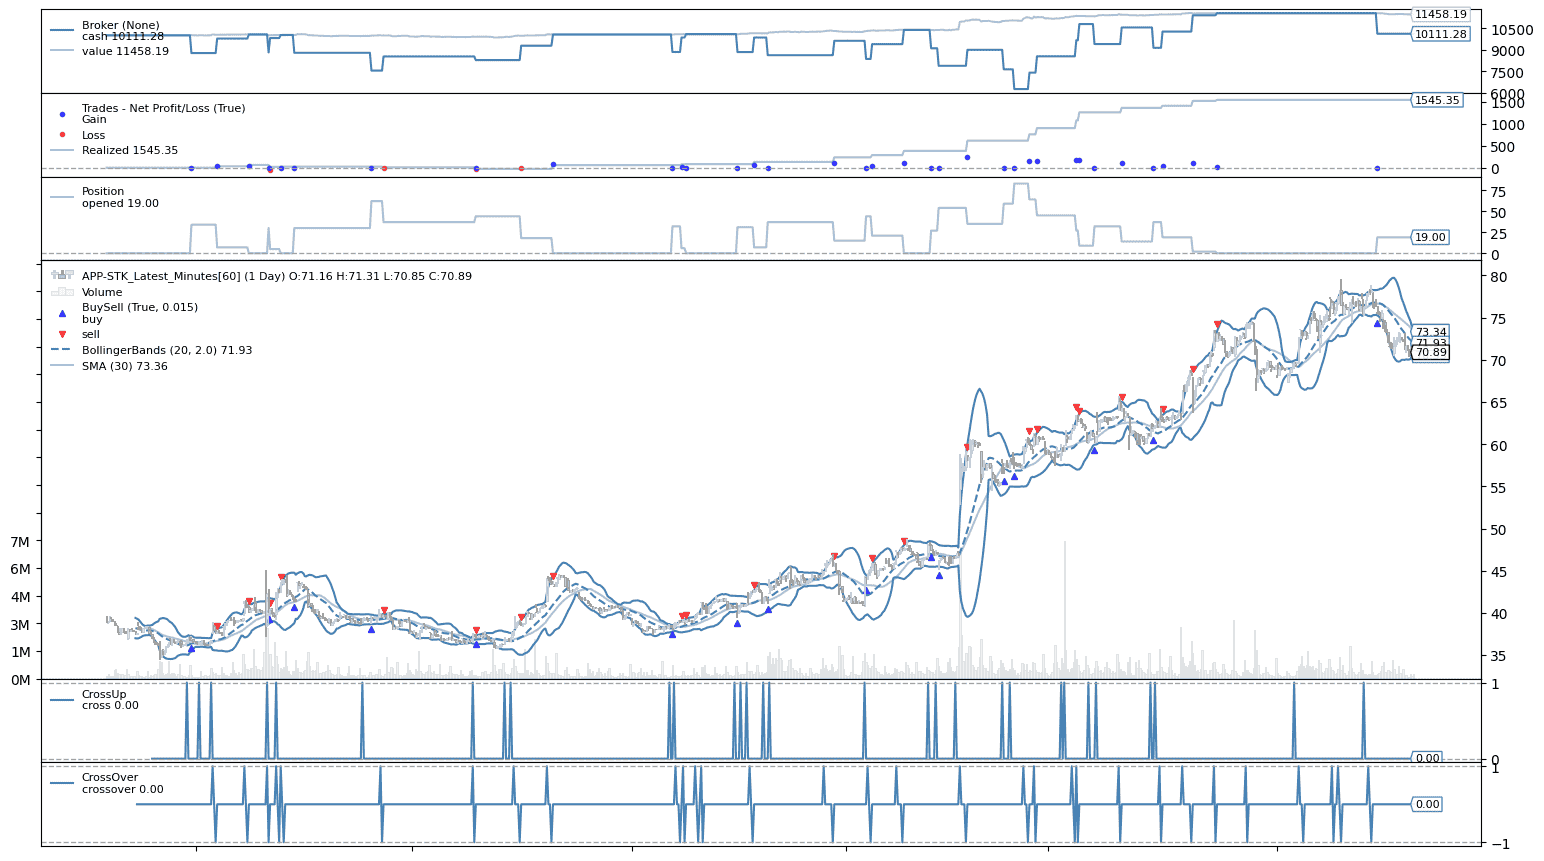 Broker (None)
cash 10111.28
value 11458.19
11458.19
10500
10111.28
9000
7500
6000
Trades - Net Profit/Loss (True)
Gain
Loss
Realized 1545.35
1545.35
1500
1000
500
0
Position
opened 19.00
75
50
25
19.00
0
APP-STK_Latest_Minutes[60] (1 Day) O:71.16 H:71.31 L:70.85 C:70.89
Volume
BuySell (True, 0.015)
buy
sell
BollingerBands (20, 2.0) 71.93
SMA (30) 73.36
80
75
73.34
71.93
70.89
70
65
60
55
50
45
40
35
7M
6M
4M
3M
1M
0M
CrossUp
cross 0.00
1
0.00
0
CrossOver
crossover 0.00
1
0.00
−1